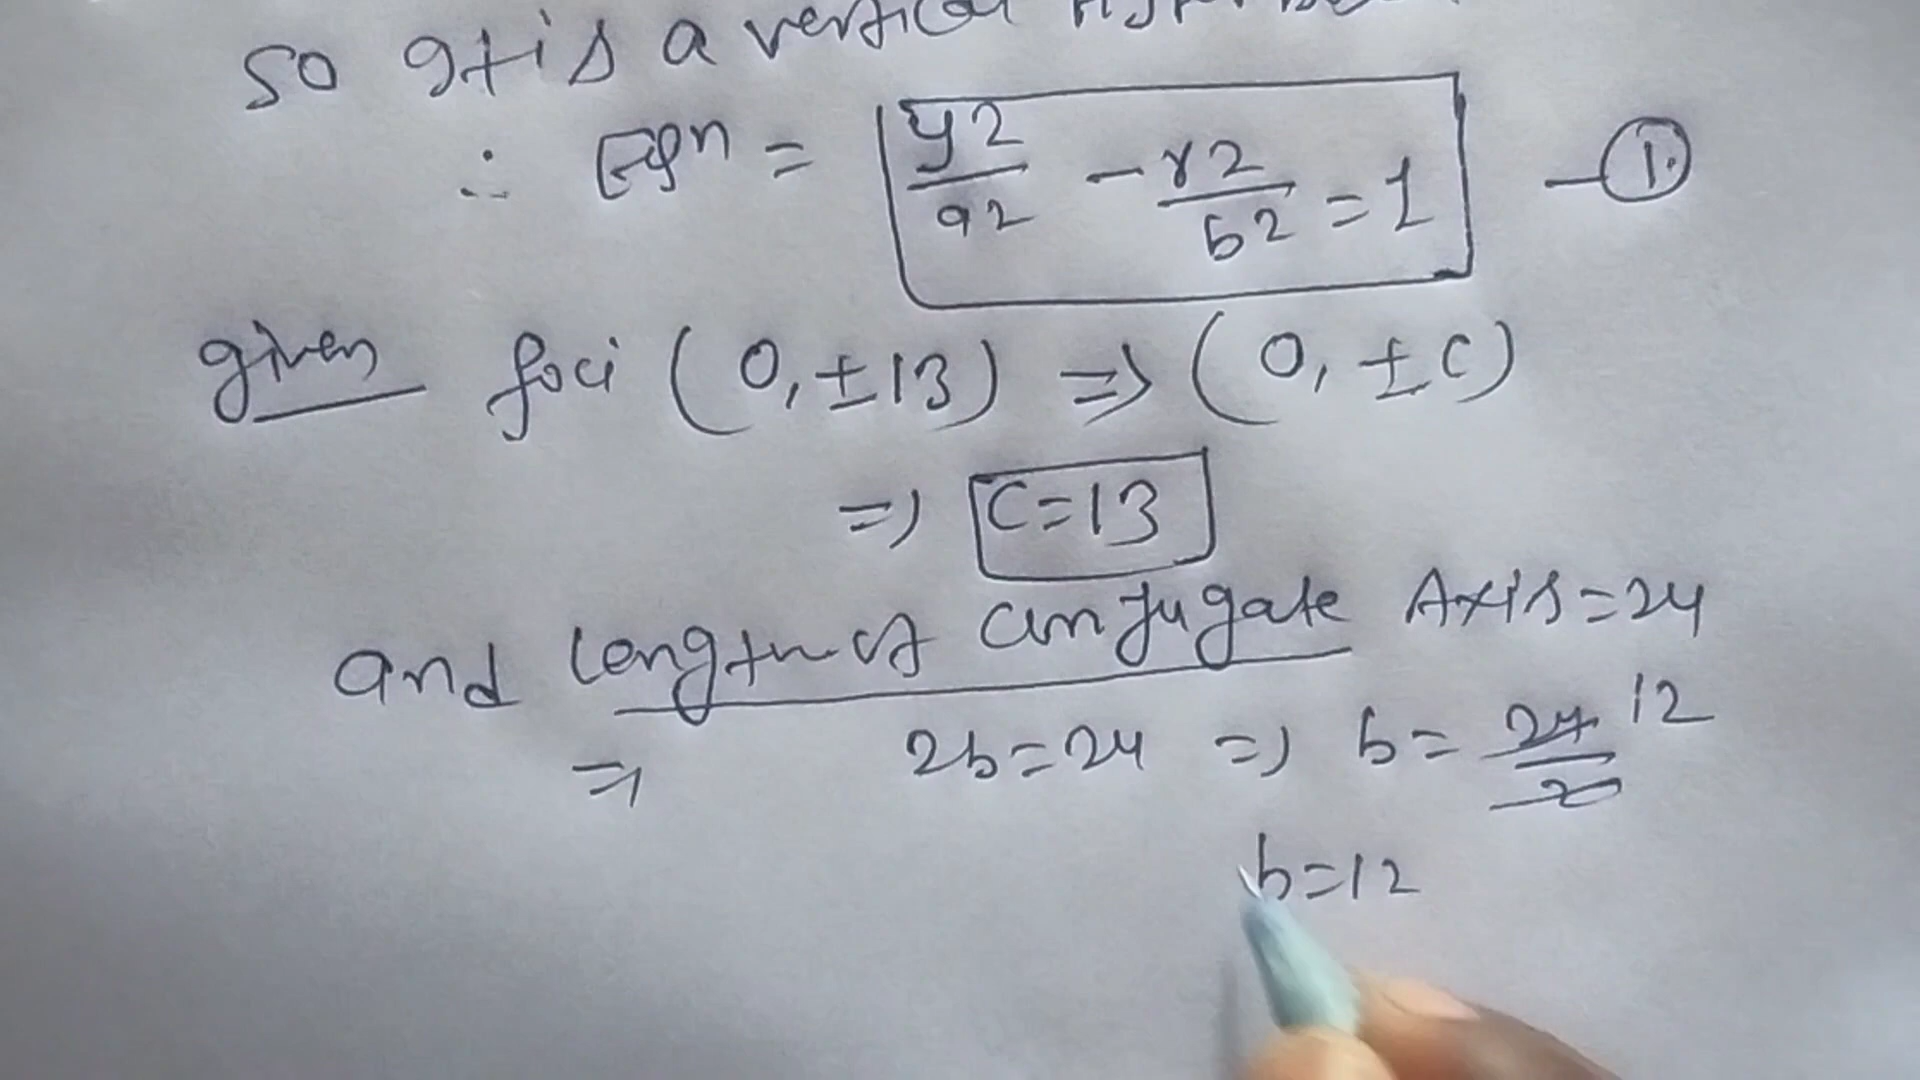 so It is a vertical
∴ Eqn = y2/a2 - x2/b2 = 1 - 1.
given foci (0, ±13) => (0, ±c)
=> c=13
and length of conjugate Axis=24
=> 2b=24 => b= 24/2 12
b=12